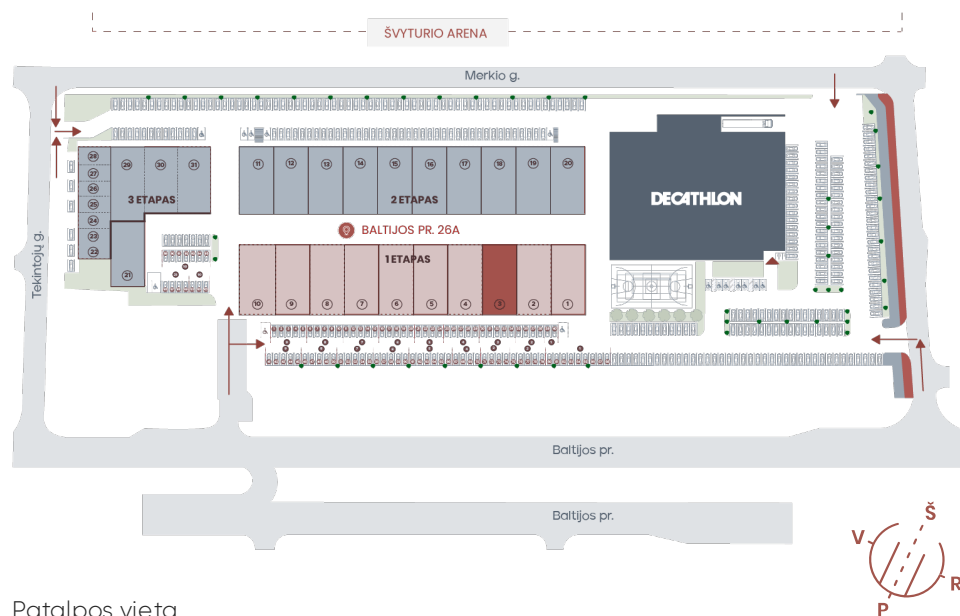 ŠVYTURIO ARENA
Merkio g.
28
27
26
25
24
23
22
29
30
31
3 ETAPAS
21
11
12
13
14
15
16
17
18
19
20
2 ETAPAS
DECATHLON
BALTIJOS PR. 26A
1 ETAPAS
10
9
8
7
6
5
4
3
2
1
Tekintojų g.
Baltijos pr.
Baltijos pr.
Š
V
R
P
Patalpos vieta